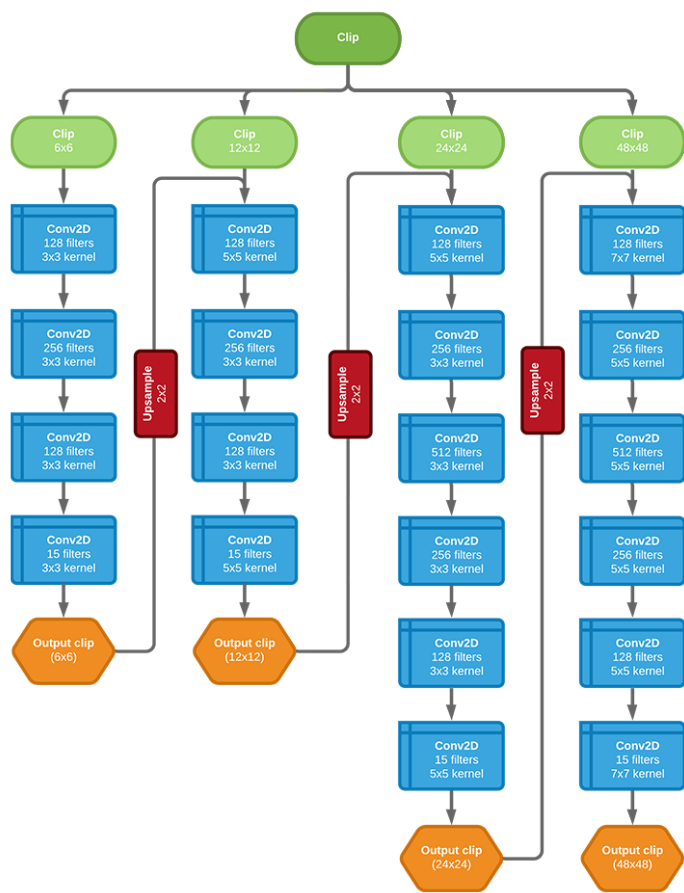 Clip
Clip
6x6
Conv2D
128 filters
3x3 kernel
Conv2D
256 filters
3x3 kernel
Conv2D
128 filters
3x3 kernel
Conv2D
15 filters
3x3 kernel
Output clip
(6x6)
Upsample
2x2
Clip
12x12
Conv2D
128 filters
5x5 kernel
Conv2D
256 filters
3x3 kernel
Conv2D
128 filters
3x3 kernel
Conv2D
15 filters
5x5 kernel
Output clip
(12x12)
Upsample
2x2
Clip
24x24
Conv2D
128 filters
5x5 kernel
Conv2D
256 filters
3x3 kernel
Conv2D
512 filters
3x3 kernel
Conv2D
256 filters
3x3 kernel
Conv2D
128 filters
3x3 kernel
Conv2D
15 filters
5x5 kernel
Output clip
(24x24)
Upsample
2x2
Clip
48x48
Conv2D
128 filters
7x7 kernel
Conv2D
256 filters
5x5 kernel
Conv2D
512 filters
5x5 kernel
Conv2D
256 filters
5x5 kernel
Conv2D
128 filters
5x5 kernel
Conv2D
15 filters
7x7 kernel
Output clip
(48x48)